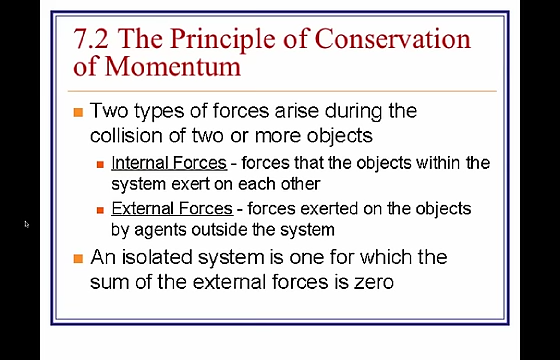 7.2 The Principle of Conservation
of Momentum
Two types of forces arise during the
collision of two or more objects
Internal Forces - forces that the objects within the
system exert on each other
External Forces - forces exerted on the objects
by agents outside the system
An isolated system is one for which the
sum of the external forces is zero